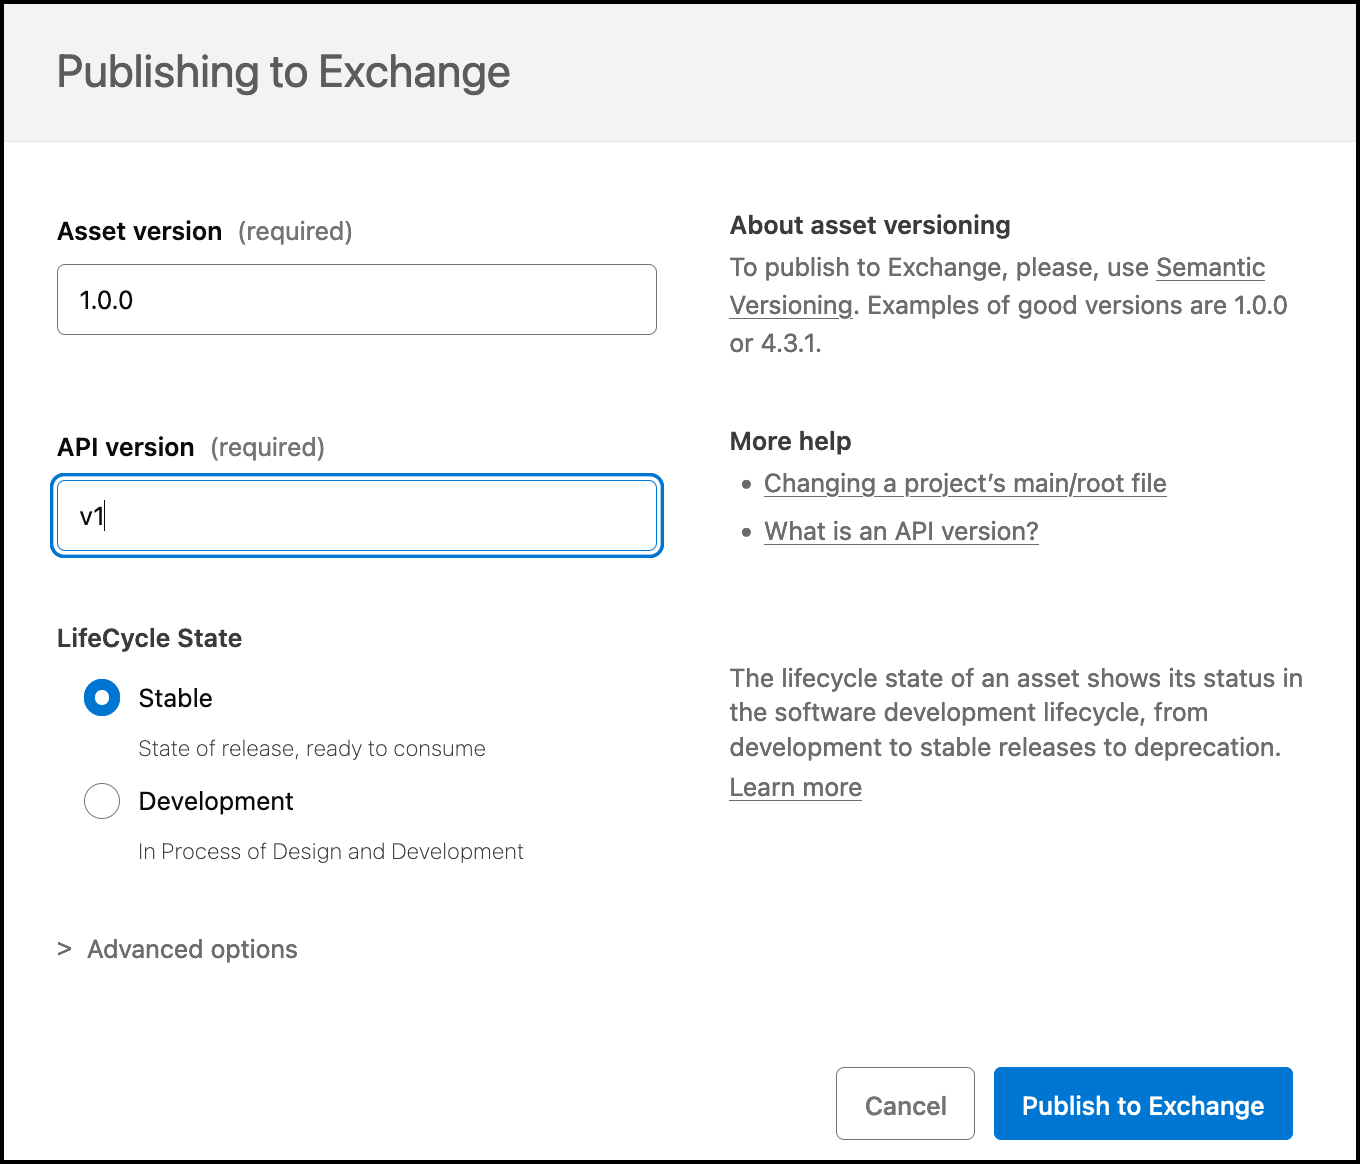 Publishing to Exchange
Asset version (required)
1.0.0
About asset versioning
To publish to Exchange, please, use Semantic
Versioning. Examples of good versions are 1.0.0
or 4.3.1.
API version (required)
v1
More help
• Changing a project’s main/root file
• What is an API version?
LifeCycle State
Stable
State of release, ready to consume
Development
In Process of Design and Development
The lifecycle state of an asset shows its status in
the software development lifecycle, from
development to stable releases to deprecation.
Learn more
> Advanced options
Cancel
Publish to Exchange